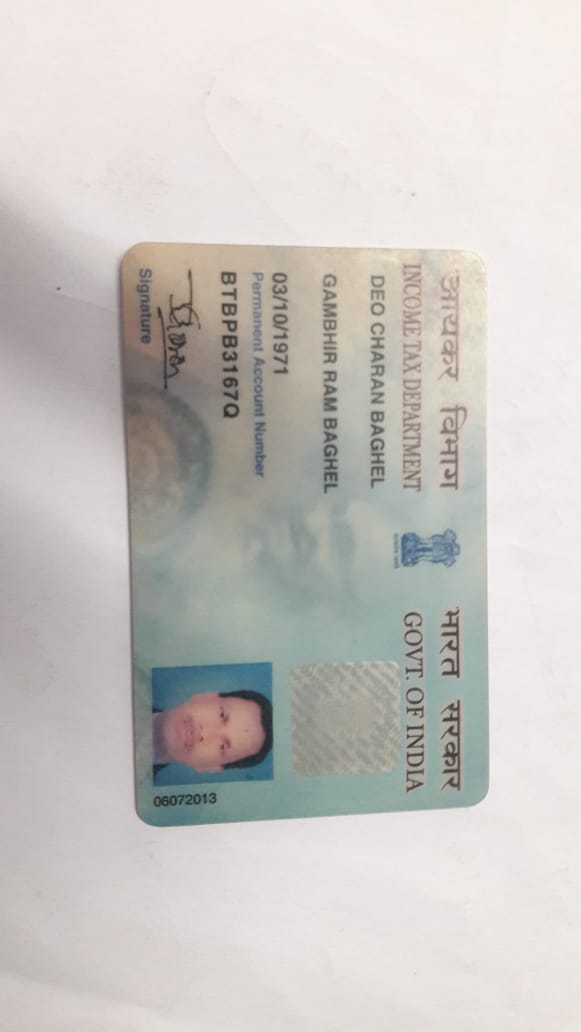 आयकर विभाग
INCOME TAX DEPARTMENT
भारत सरकार
GOVT. OF INDIA
DEO CHARAN BAGHEL
GAMBHIR RAM BAGHEL
03/10/1971
Permanent Account Number
BTBPB3167Q
Signature
06072013